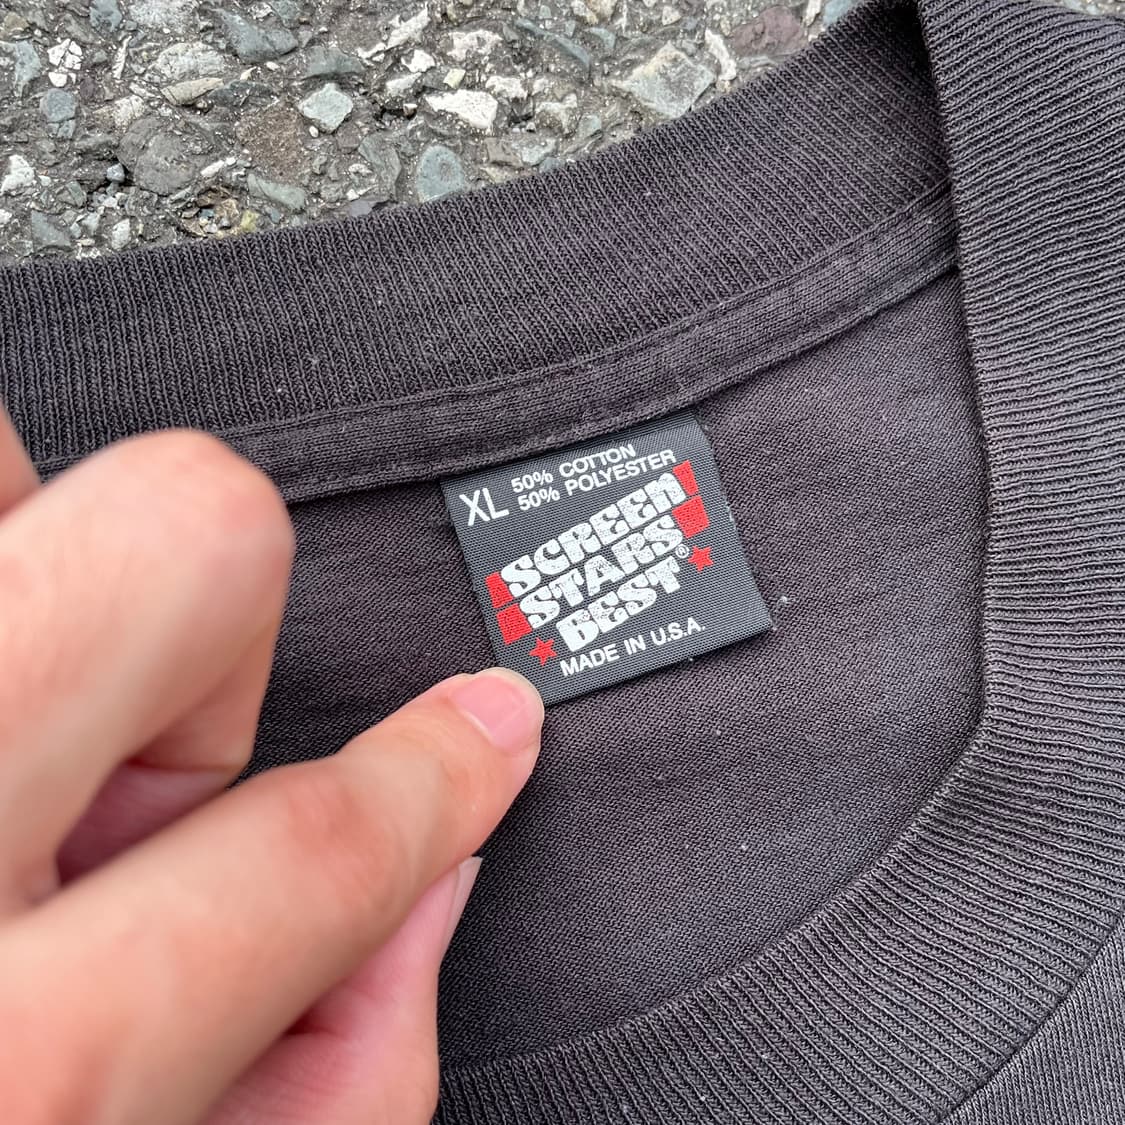 XL
50% COTTON
50% POLYESTER
SCREEN
STARS®
BEST
MADE IN U.S.A.